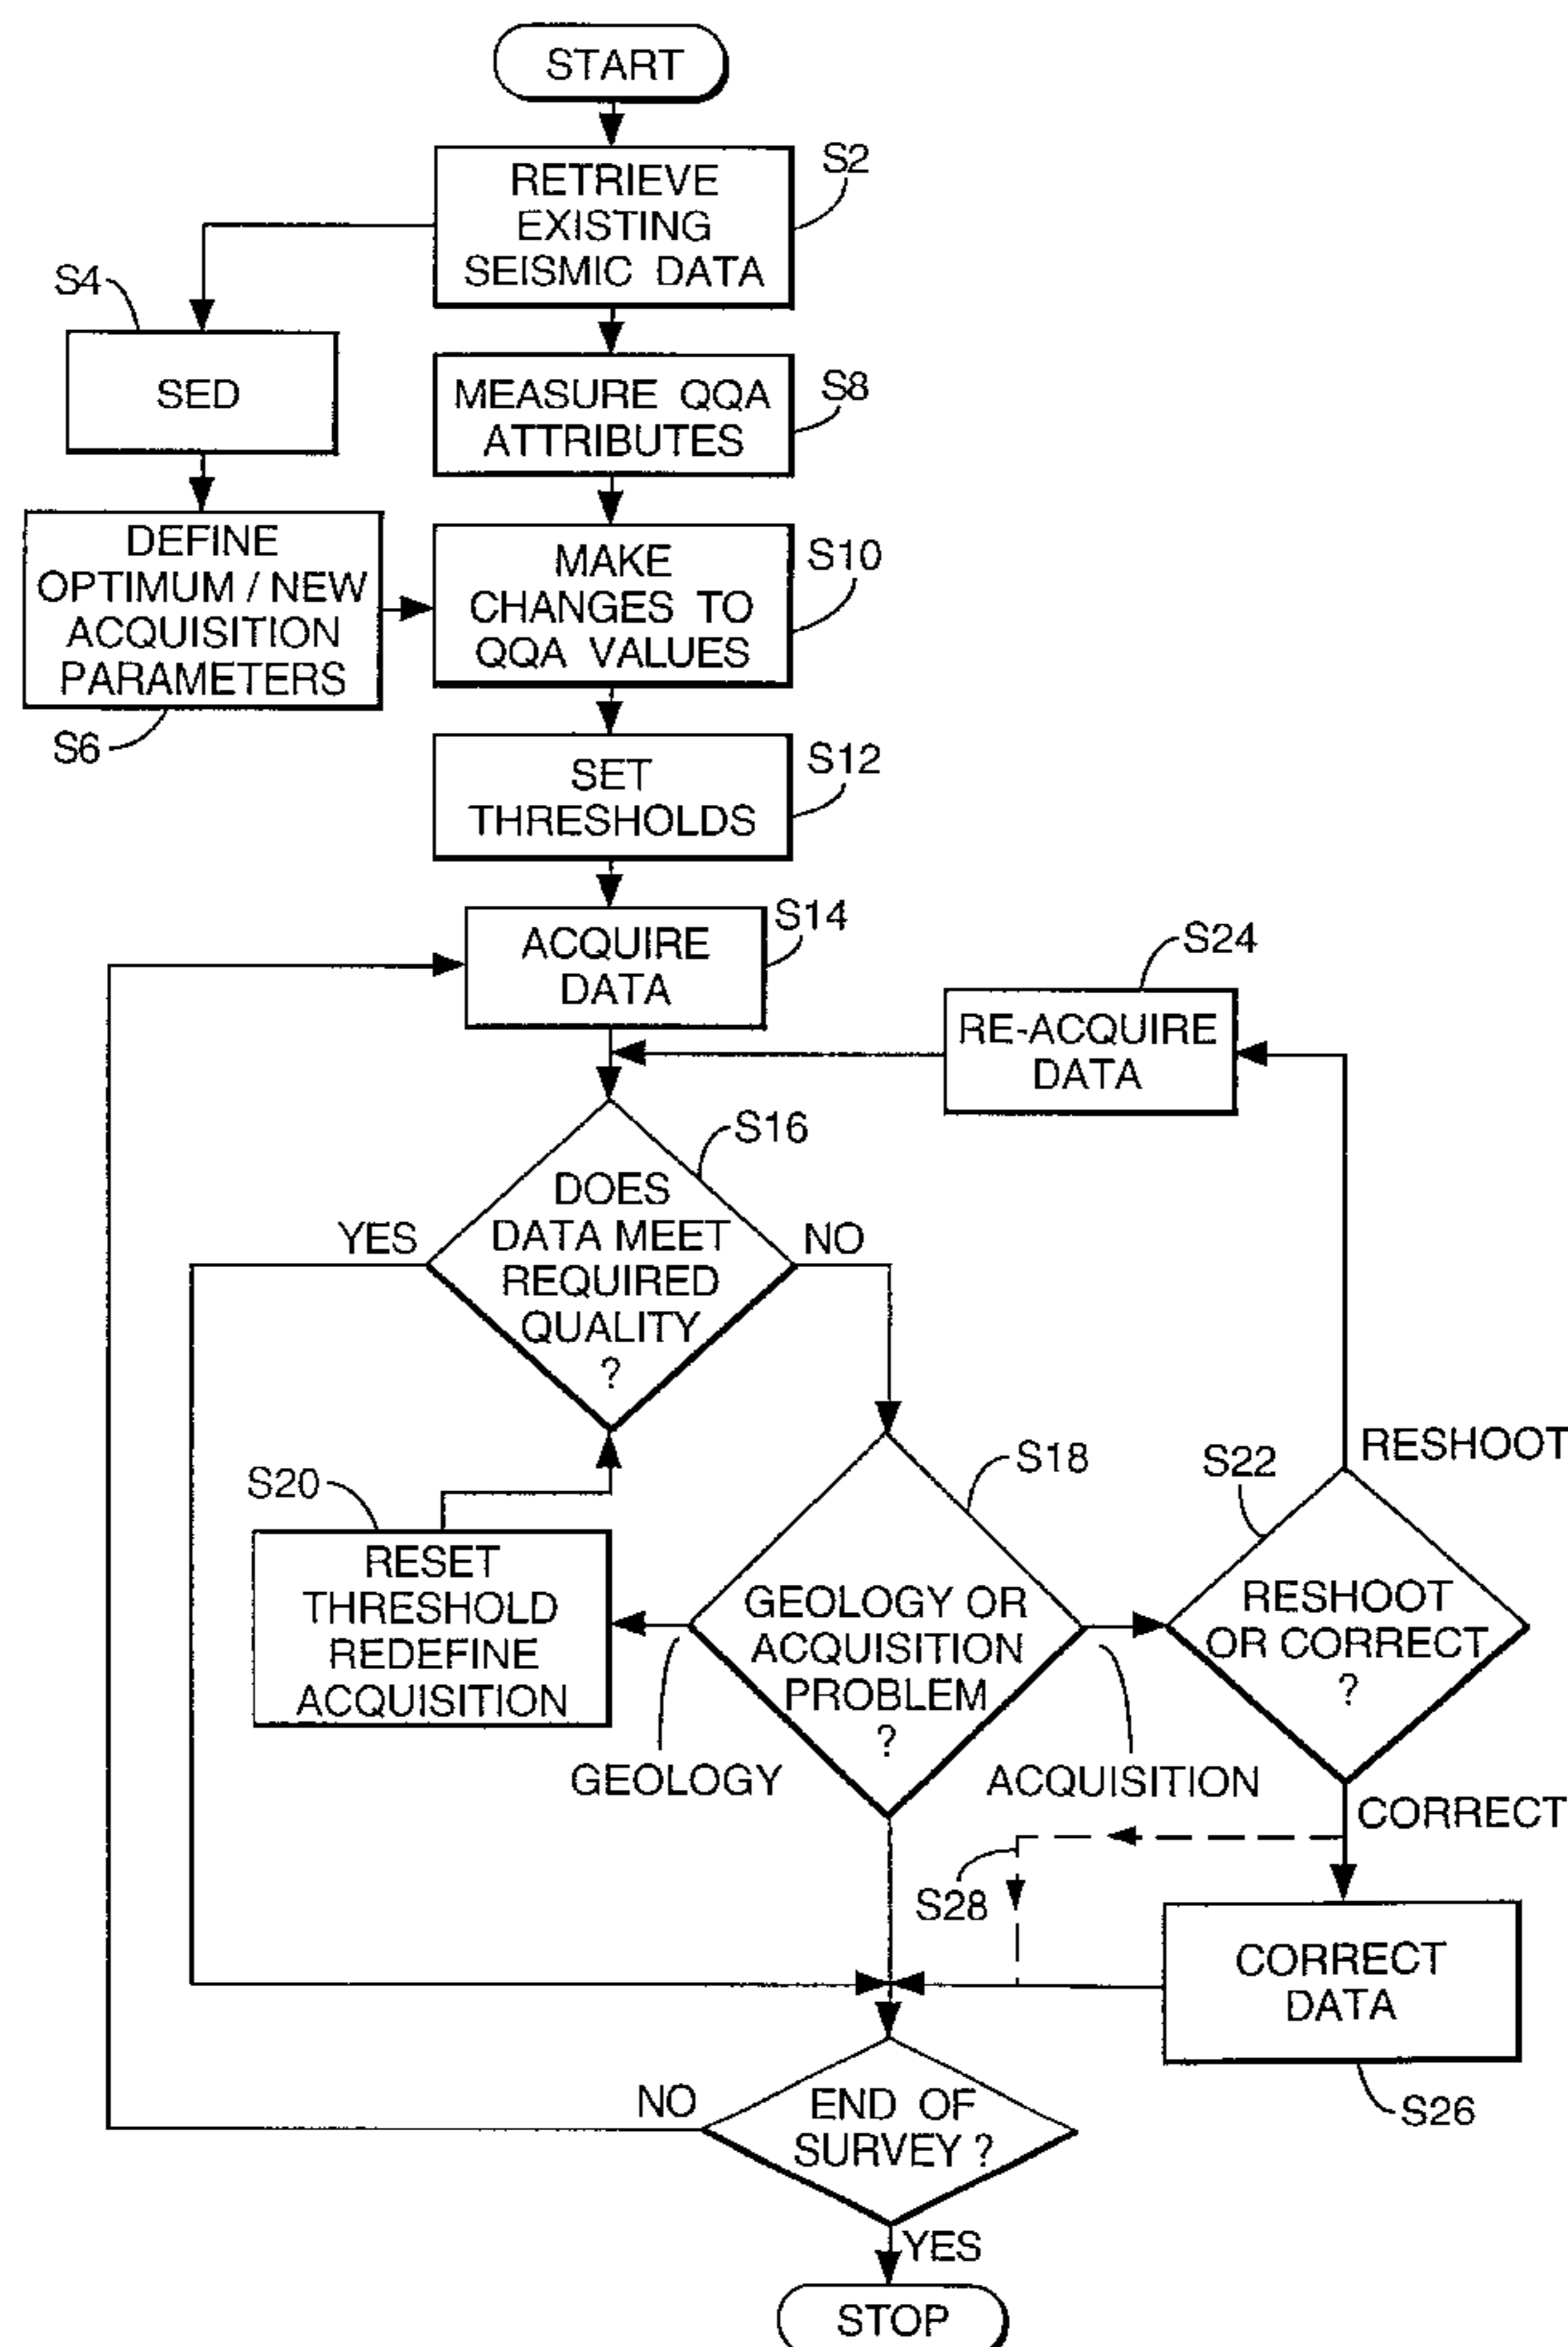 START
RETRIEVE
EXISTING
SEISMIC DATA
S2
S4
SED
MEASURE QQA
ATTRIBUTES
S8
DEFINE
OPTIMUM / NEW
ACQUISITION
PARAMETERS
S6
MAKE
CHANGES TO
QQA VALUES
S10
SET
THRESHOLDS
S12
ACQUIRE
DATA
S14
S24
RE-ACQUIRE
DATA
S16
DOES
DATA MEET
REQUIRED
QUALITY
?
YES
NO
S20
RESET
THRESHOLD
REDEFINE
ACQUISITION
S18
GEOLOGY OR
ACQUISITION
PROBLEM
?
GEOLOGY
ACQUISITION
S22
RESHOOT
RESHOOT
OR CORRECT
?
CORRECT
S28
CORRECT
DATA
S26
END OF
SURVEY ?
NO
YES
STOP